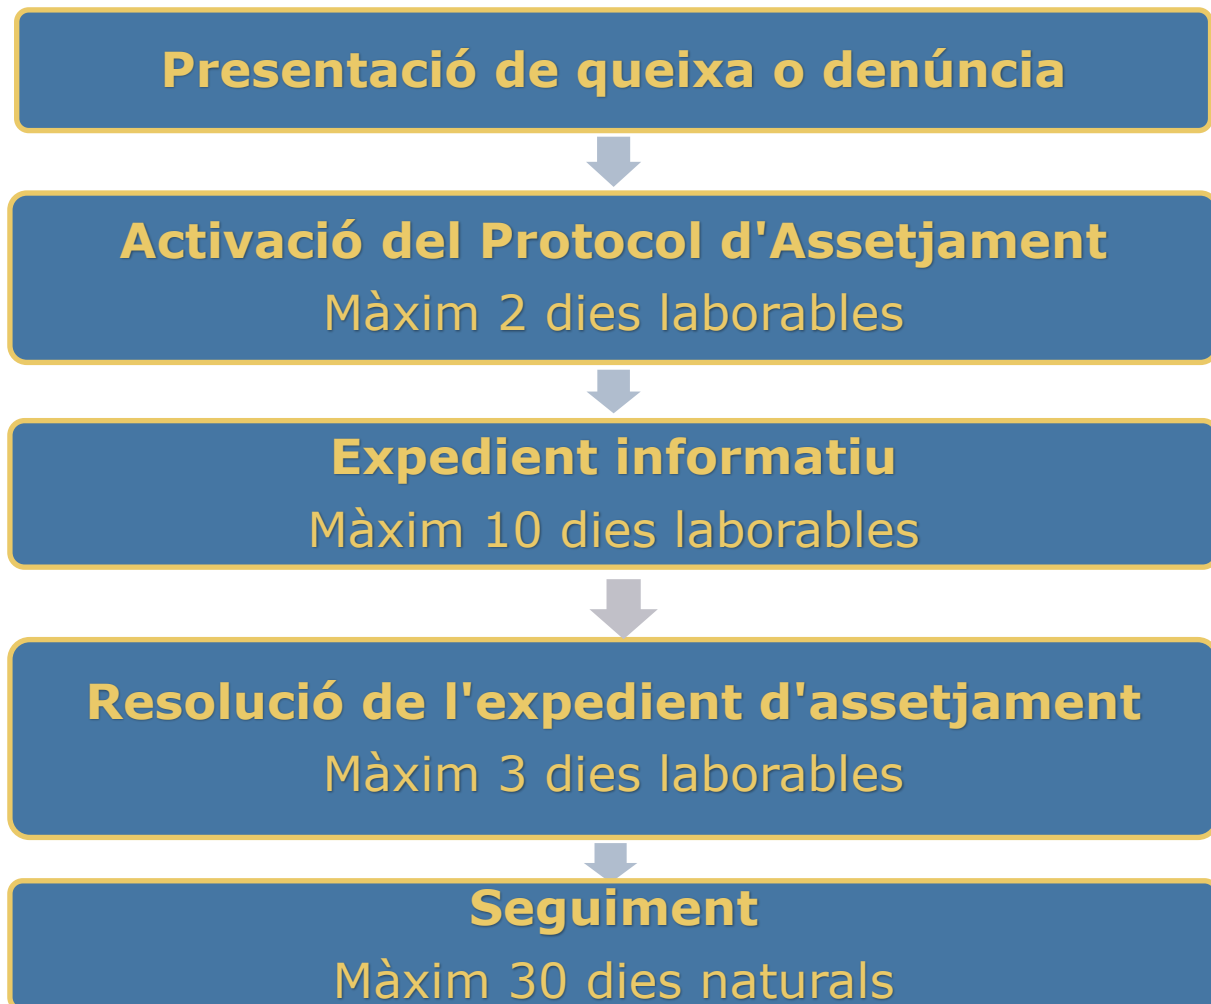 Presentació de queixa o denúncia
Activació del Protocol d'Assetjament
Màxim 2 dies laborables
Expedient informatiu
Màxim 10 dies laborables
Resolució de l'expedient d'assetjament
Màxim 3 dies laborables
Seguiment
Màxim 30 dies naturals